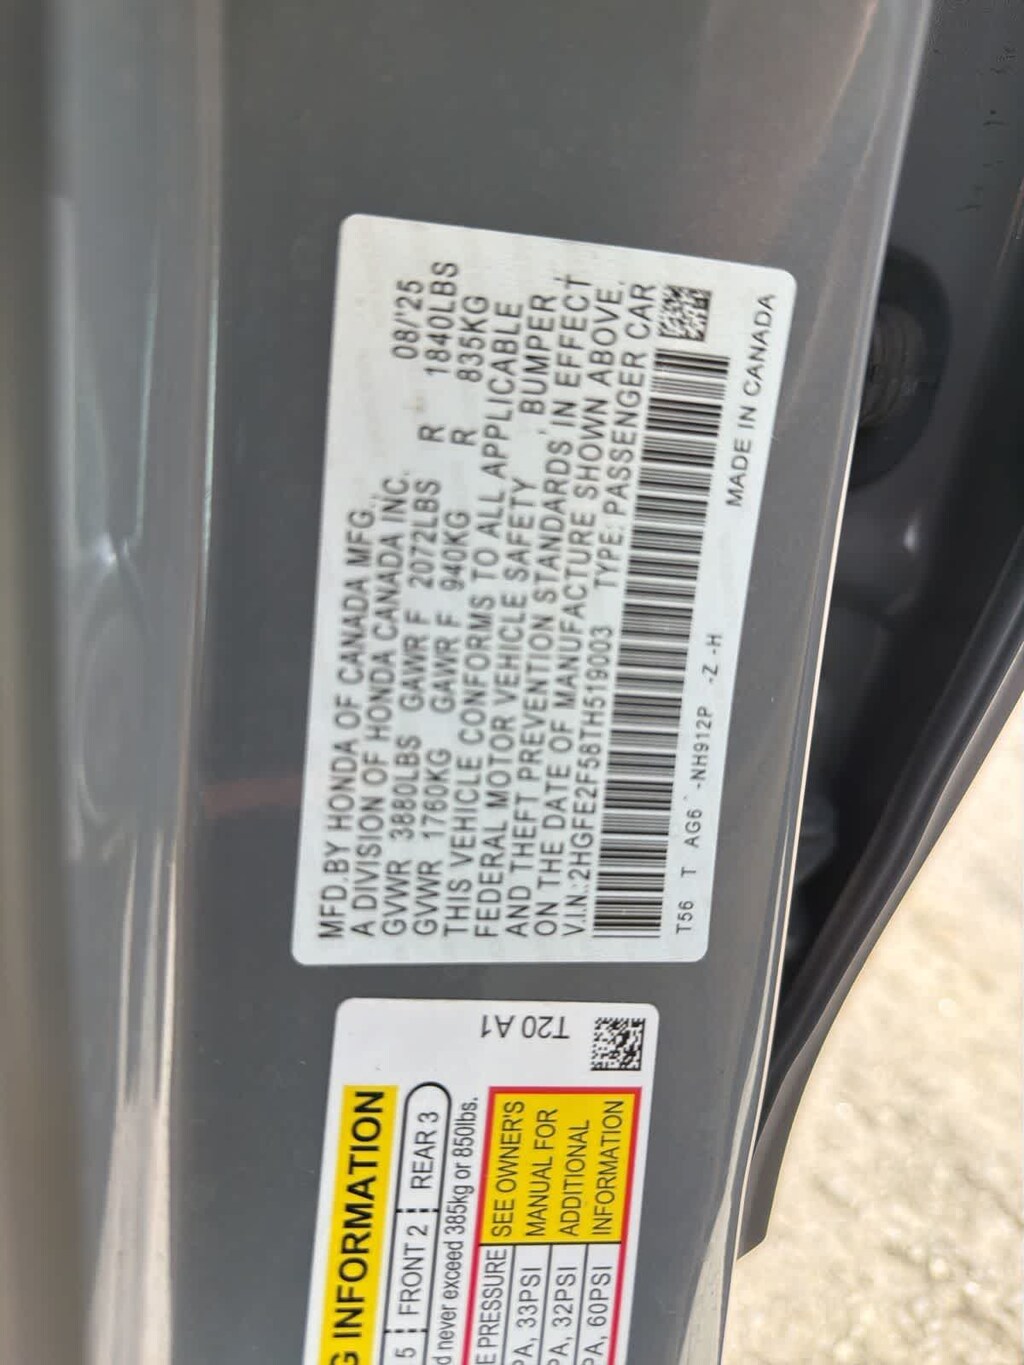 MFD.BY HONDA OF CANADA MFG.,
08/'25
A DIVISION OF HONDA CANADA INC.
GVWR 3880LBS GAWR F 2072LBS R 1840LBS
GVWR 1760KG GAWR F 940KG R 835KG
THIS VEHICLE CONFORMS TO ALL APPLICABLE
FEDERAL MOTOR VEHICLE SAFETY , BUMPER ,
AND THEFT PREVENTION STANDARDS IN EFFECT
ON THE DATE OF MANUFACTURE SHOWN ABOVE.
V.I.N.:2HGFE2F58TH519003 TYPE: PASSENGER CAR
T56 T AG6 -NH912P -Z -H
MADE IN CANADA
T20 A1
INFORMATION
5 FRONT 2 REAR 3
never exceed 385kg or 850lbs.
PRESSURE SEE OWNER'S
33PSI MANUAL FOR
32PSI ADDITIONAL
60PSI INFORMATION